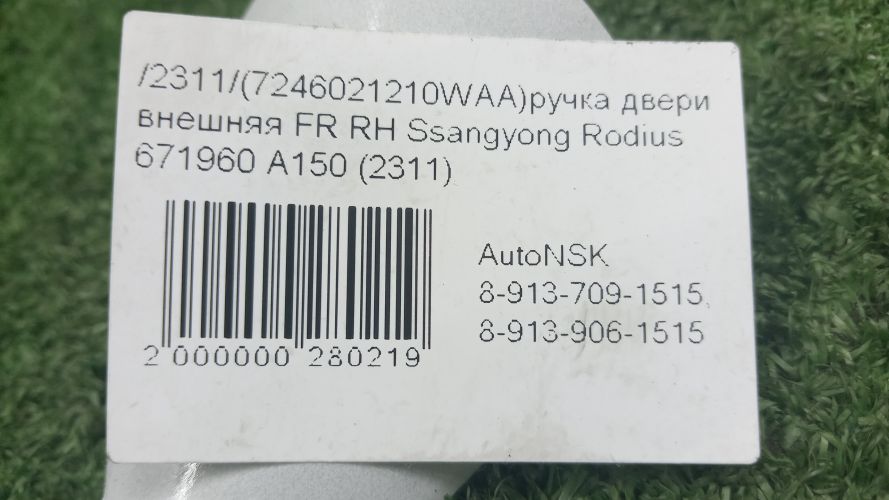 /2311/(7246021210WAA)ручка двери
внешняя FR RH Ssangyong Rodius
671960 A150 (2311)
AutoNSK
8-913-709-1515,
8-913-906-1515
2 000000 280219